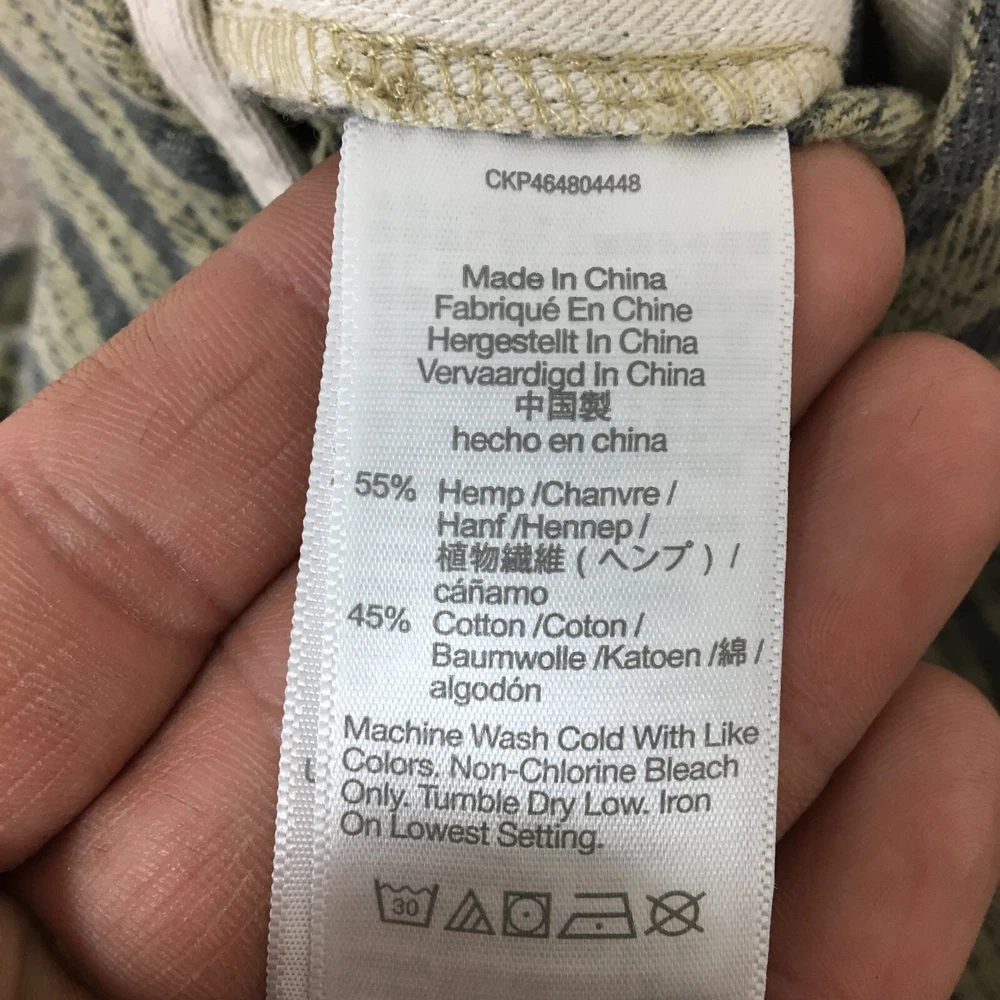 CKP464804448
Made In China
Fabriqué En Chine
Hergestellt In China
Vervaardigd In China
中国製
hecho en china
55% Hemp /Chanvre /
Hanf /Hennep /
植物繊維 ( ヘンプ ) /
cáñamo
45% Cotton /Coton /
Baumwolle /Katoen /綿 /
algodón
Machine Wash Cold With Like
Colors. Non-Chlorine Bleach
Only. Tumble Dry Low. Iron
On Lowest Setting.
30